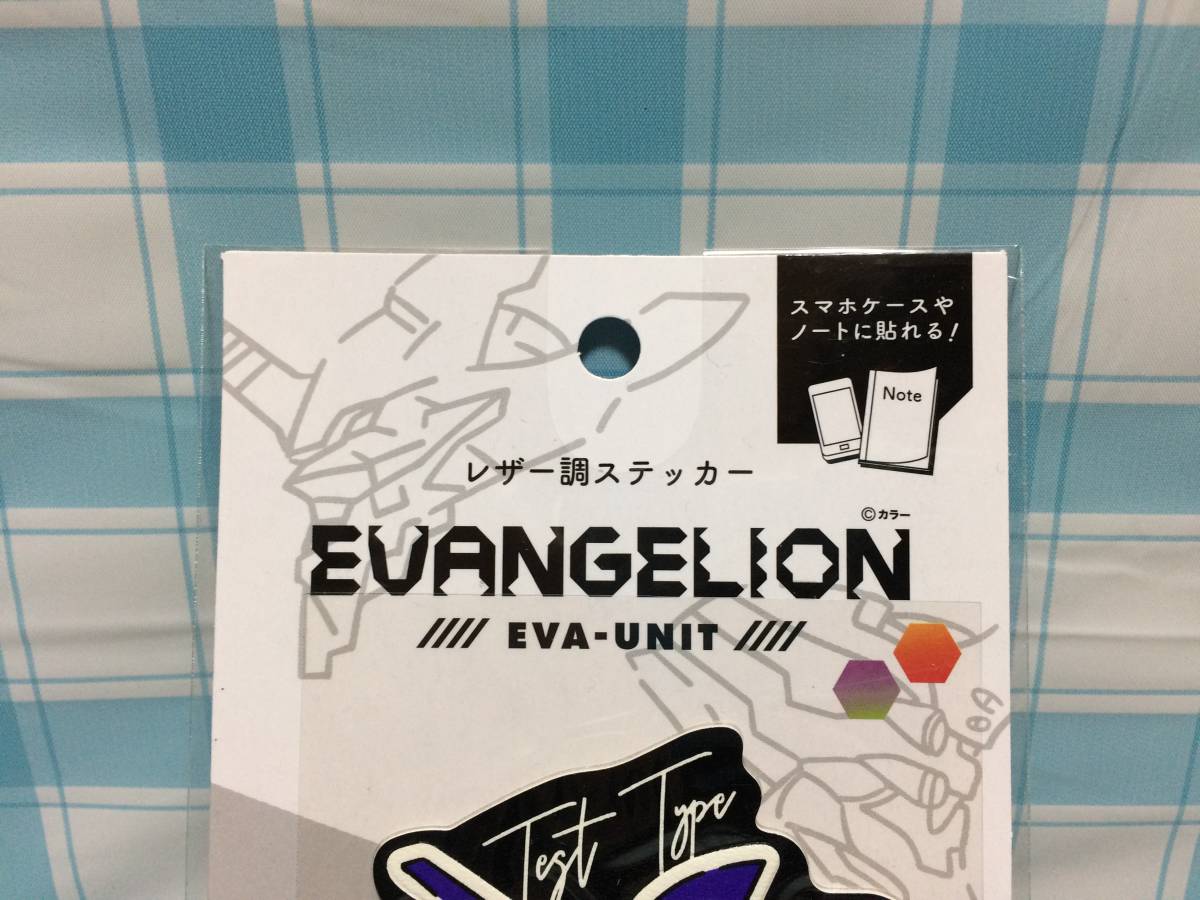 スマホケースや
ノートに貼れる!
Note
レザー調ステッカー
©カラー
EVANGELION
//// EVA-UNIT ////
Test Type